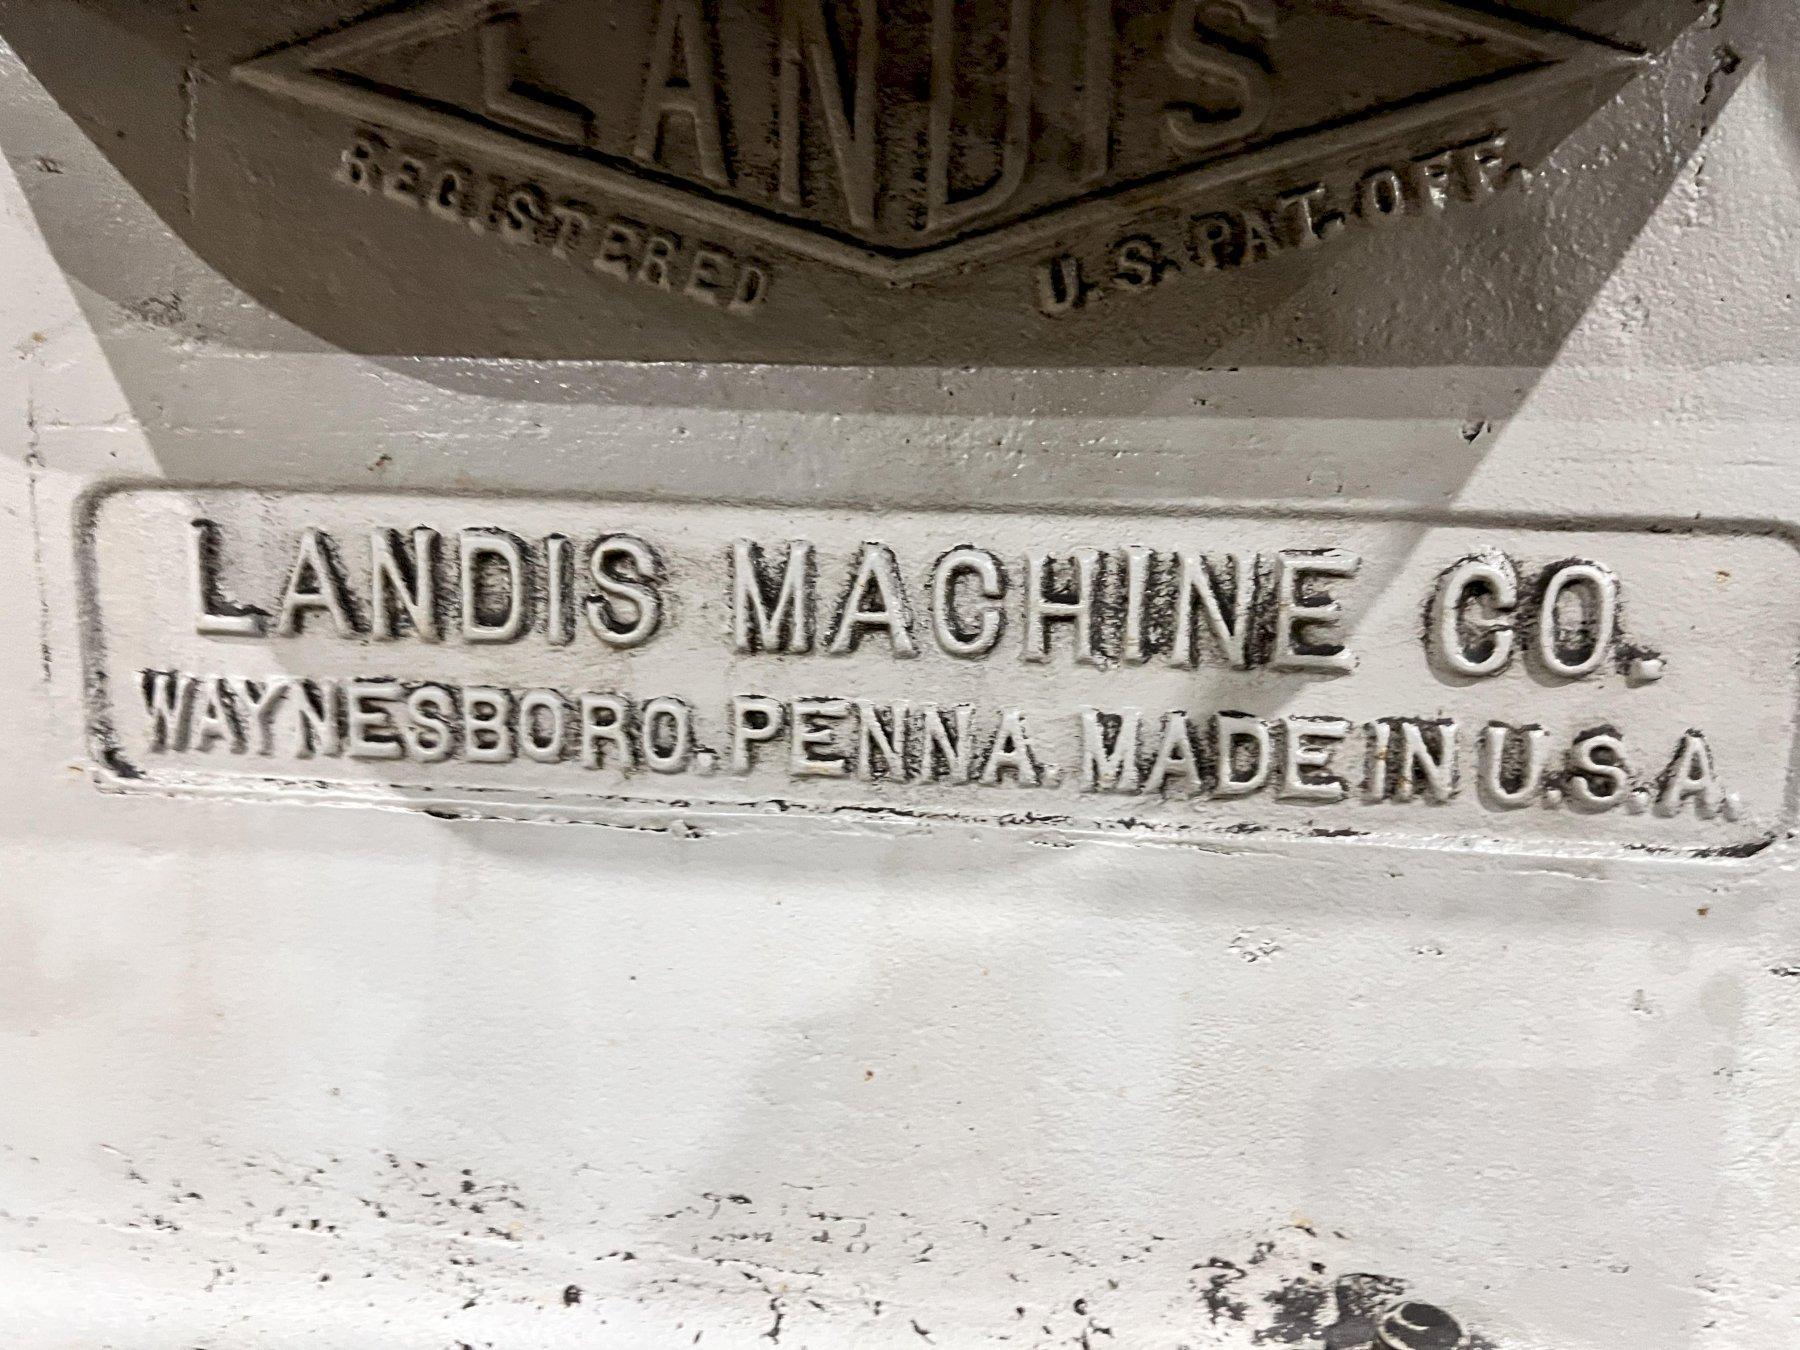 LANDIS
REGISTERED U.S. PAT. OFF.
LANDIS MACHINE CO.
WAYNESBORO. PENNA. MADE IN U.S.A.